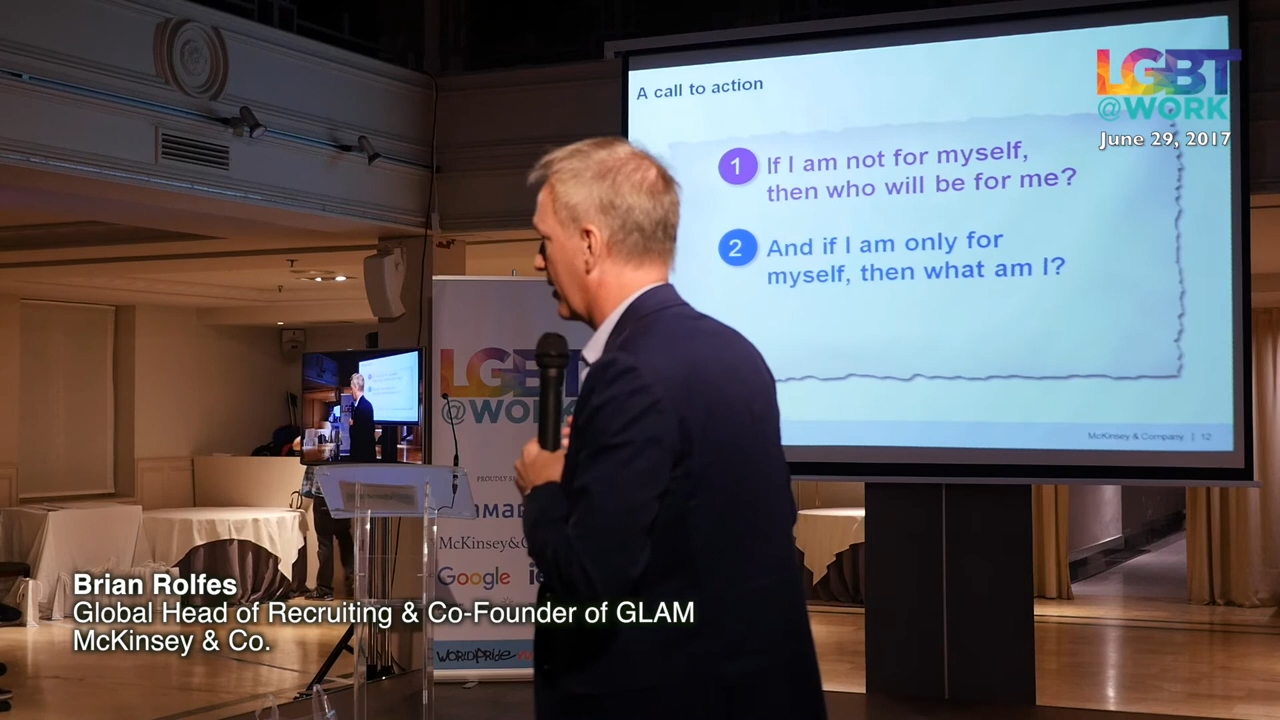 A call to action
LGBT
@WORK
June 29, 2017
1 If I am not for myself,
then who will be for me?
2 And if I am only for
myself, then what am I?
McKinsey & Company | 12
LGBT
@WORK
PROUDLY
McKinsey&
Google
WORLDPRIDE
Brian Rolfes
Global Head of Recruiting & Co-Founder of GLAM
McKinsey & Co.